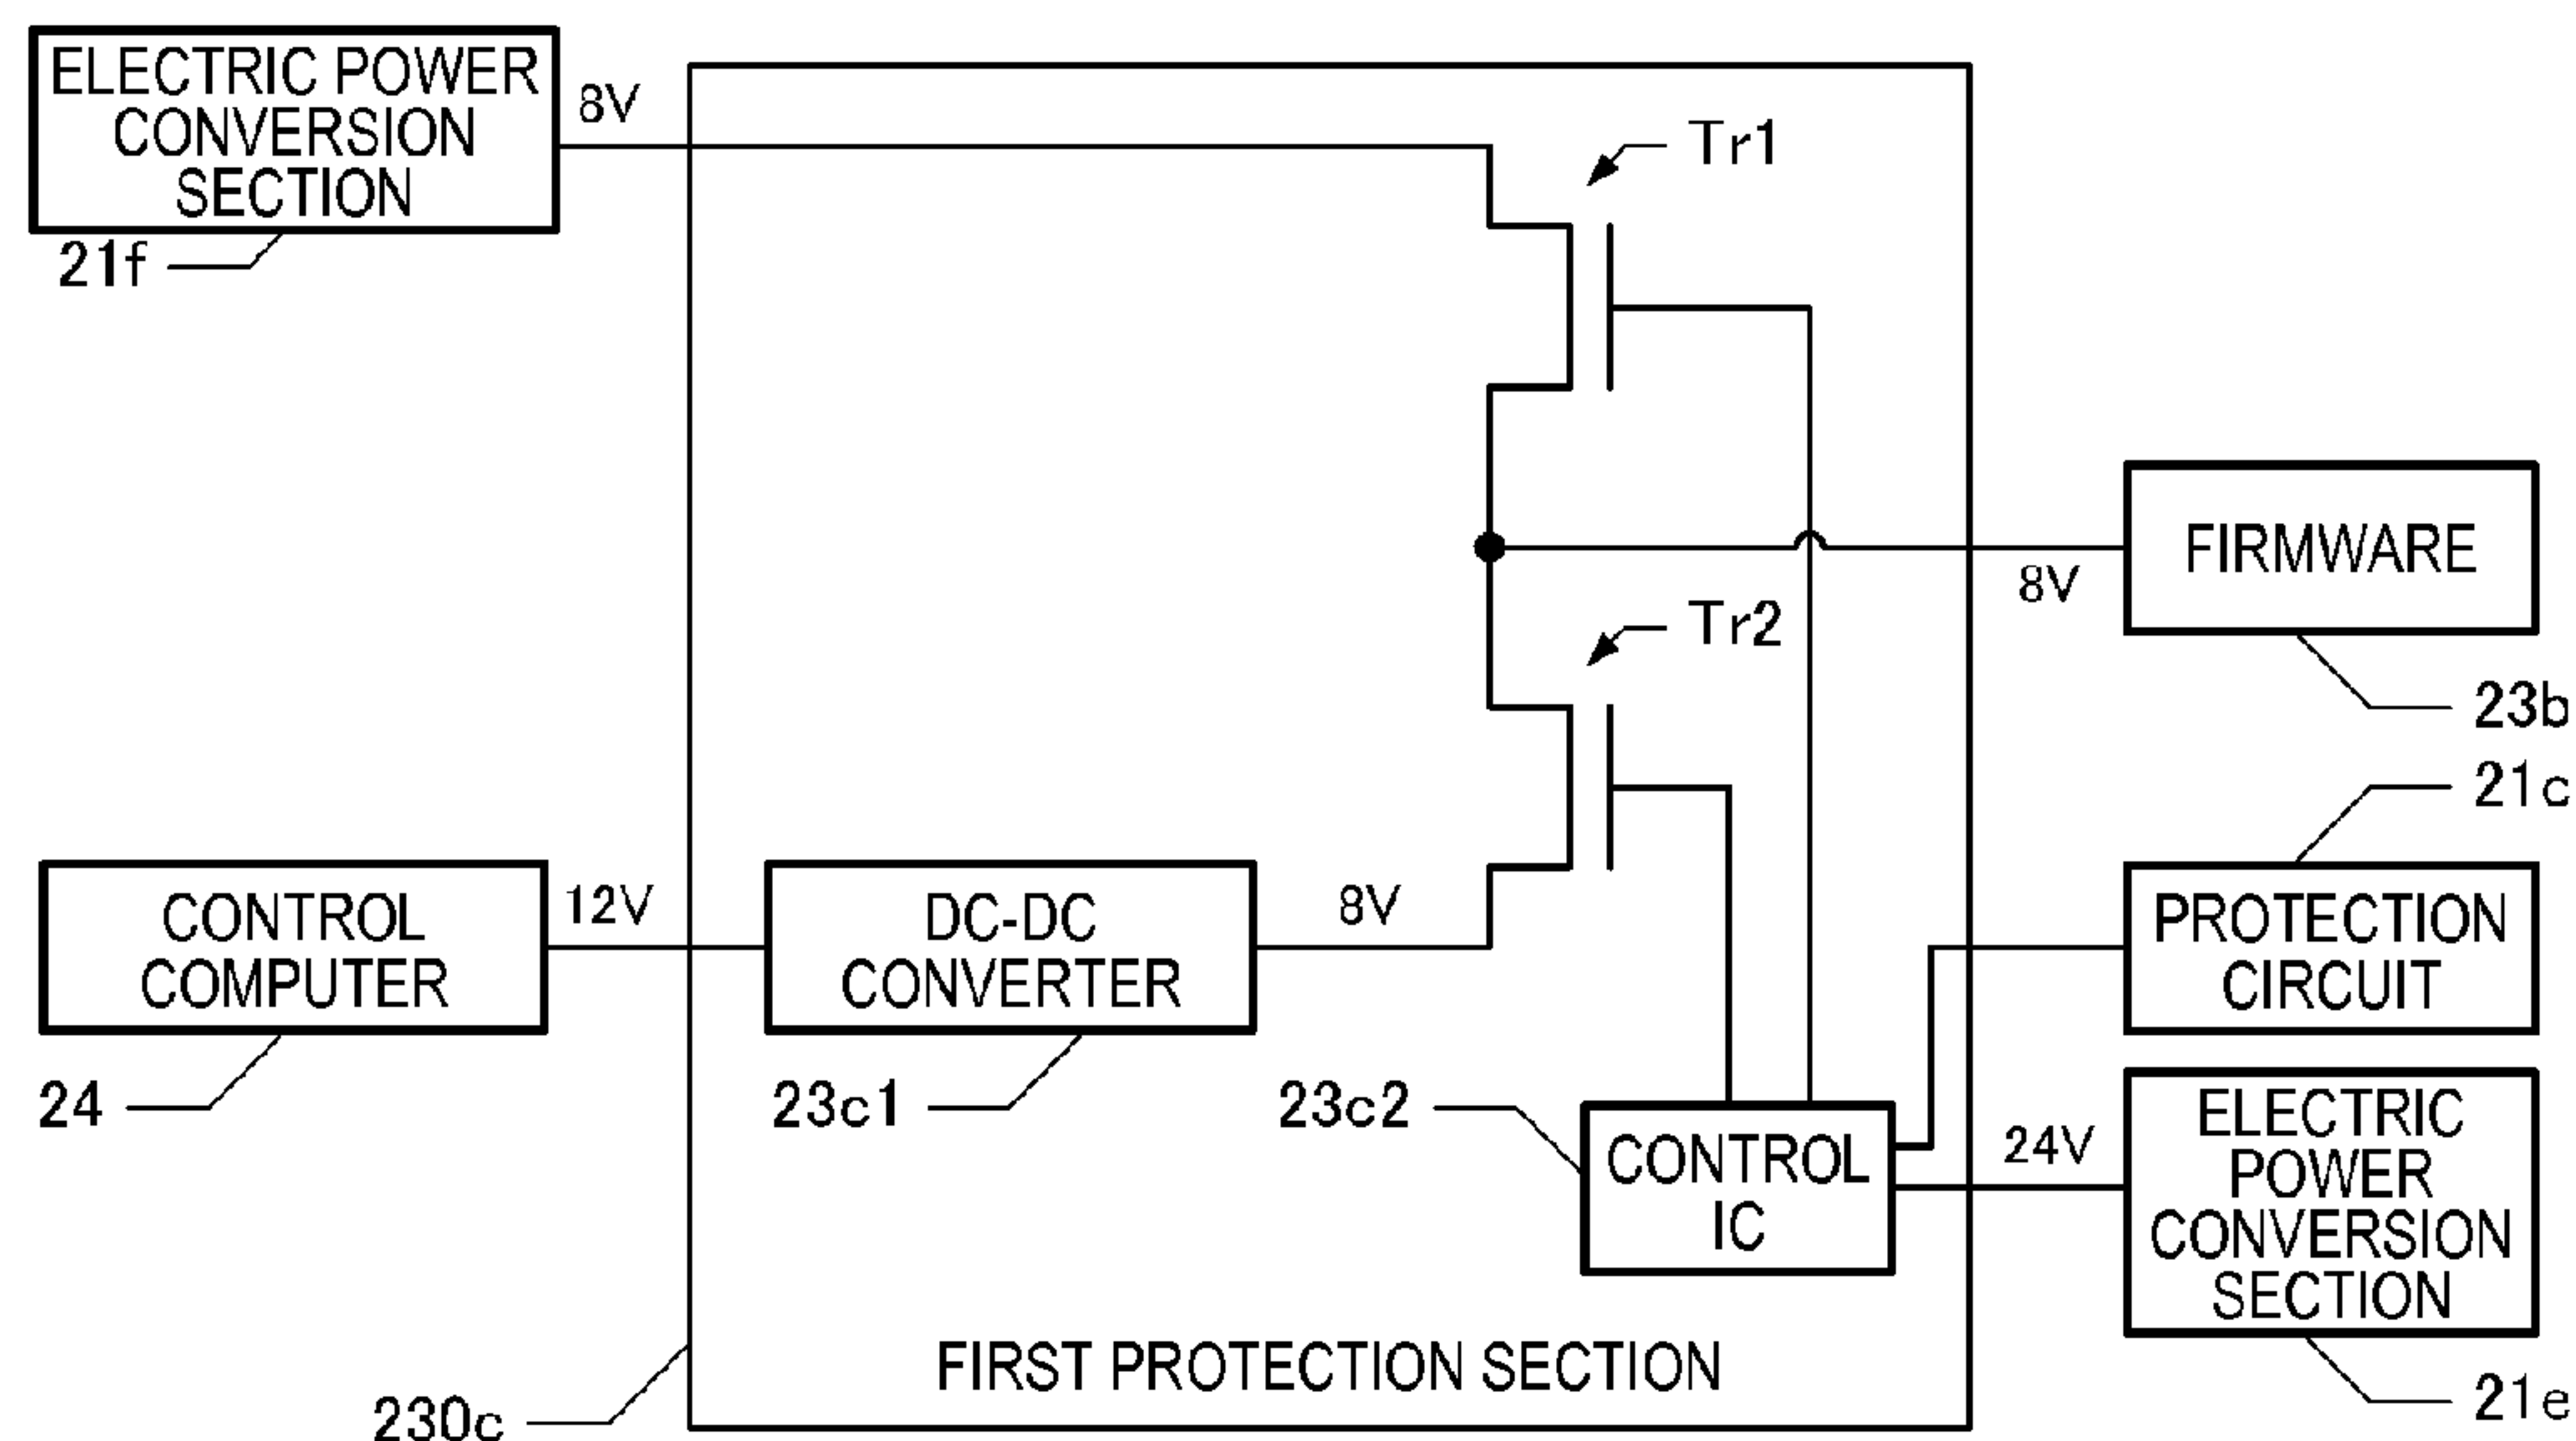 ELECTRIC POWER
CONVERSION
SECTION
21f
8V
Tr1
FIRMWARE
8V
23b
Tr2
21c
CONTROL
COMPUTER
24
12V
DC-DC
CONVERTER
23c1
8V
PROTECTION
CIRCUIT
23c2
CONTROL
IC
24V
ELECTRIC
POWER
CONVERSION
SECTION
21e
FIRST PROTECTION SECTION
230c